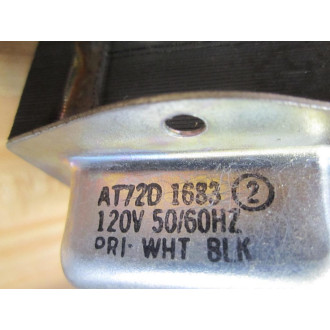 AT72D 1683 ②
120V 50/60HZ
PRI- WHT BLK